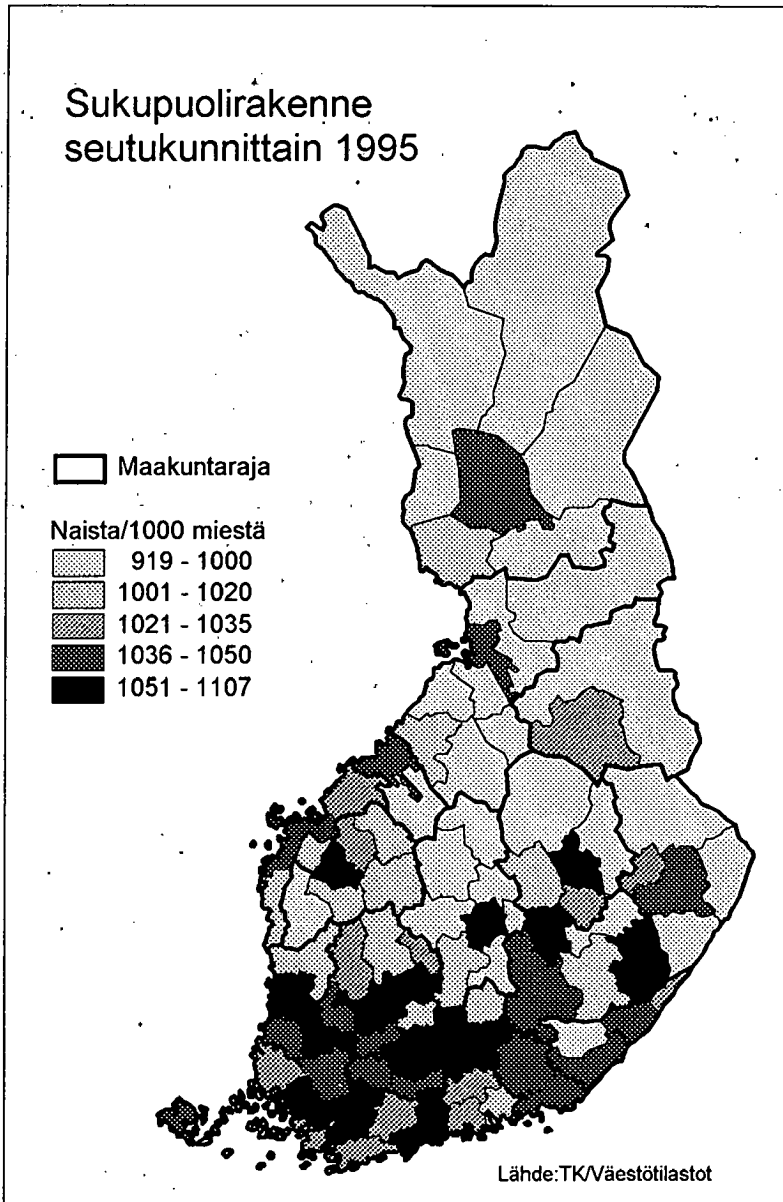 Sukupuolirakenne
seutukunnittain 1995
Maakuntaraja
Naista/1000 miestä
919 - 1000
1001 - 1020
1021 - 1035
1036 - 1050
1051 - 1107
Lähde:TK/Väestötilastot